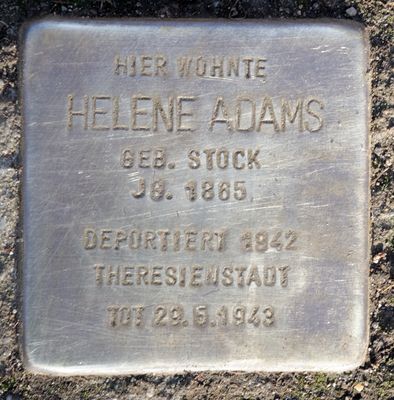 HIER WOHNTE
HELENE ADAMS
GEB. STOCK
JG. 1865
DEPORTIERT 1942
THERESIENSTADT
TOT 29.5.1943